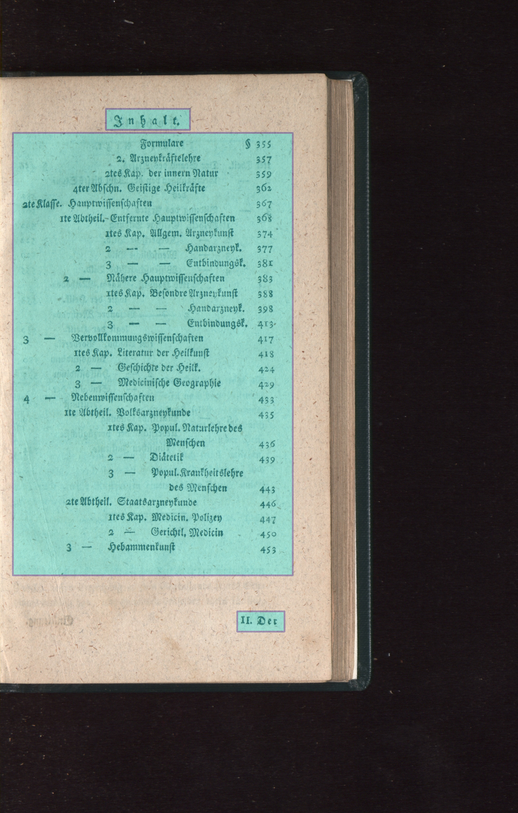 Inhalt.
Formulare § 355
2. Arzneykräftelehre 357
2tes Kap. der innern Natur 359
4ter Abschn. Geistige Heilkräfte 362
2te Klasse. Hauptwissenschaften 367
1te Abtheil. Entfernte Hauptwissenschaften 368
1tes Kap. Allgem. Arzneykunst 374
2 — — Handarzneyk. 377
3 — — Entbindungsk. 381
2 — Nähere Hauptwissenschaften 383
1tes Kap. Besondre Arzneykunst 388
2 — — Handarzneyk. 398
3 — — Entbindungsk. 413
3 — Vervollkommungswissenschaften 417
1tes Kap. Literatur der Heilkunst 418
2 — Geschichte der Heilk. 424
3 — Medicinische Geographie 429
4 — Nebenwissenschaften 433
1te Abtheil. Volksarzneykunde 435
1tes Kap. Popul. Naturlehre des
Menschen 436
2 — Diätetik 439
3 — Popul. Krankheitslehre
des Menschen 443
2te Abtheil. Staatsarzneykunde 446
1tes Kap. Medicin. Polizey 447
2 — Gerichtl. Medicin 450
3 — Hebammenkunst 453
II. Der